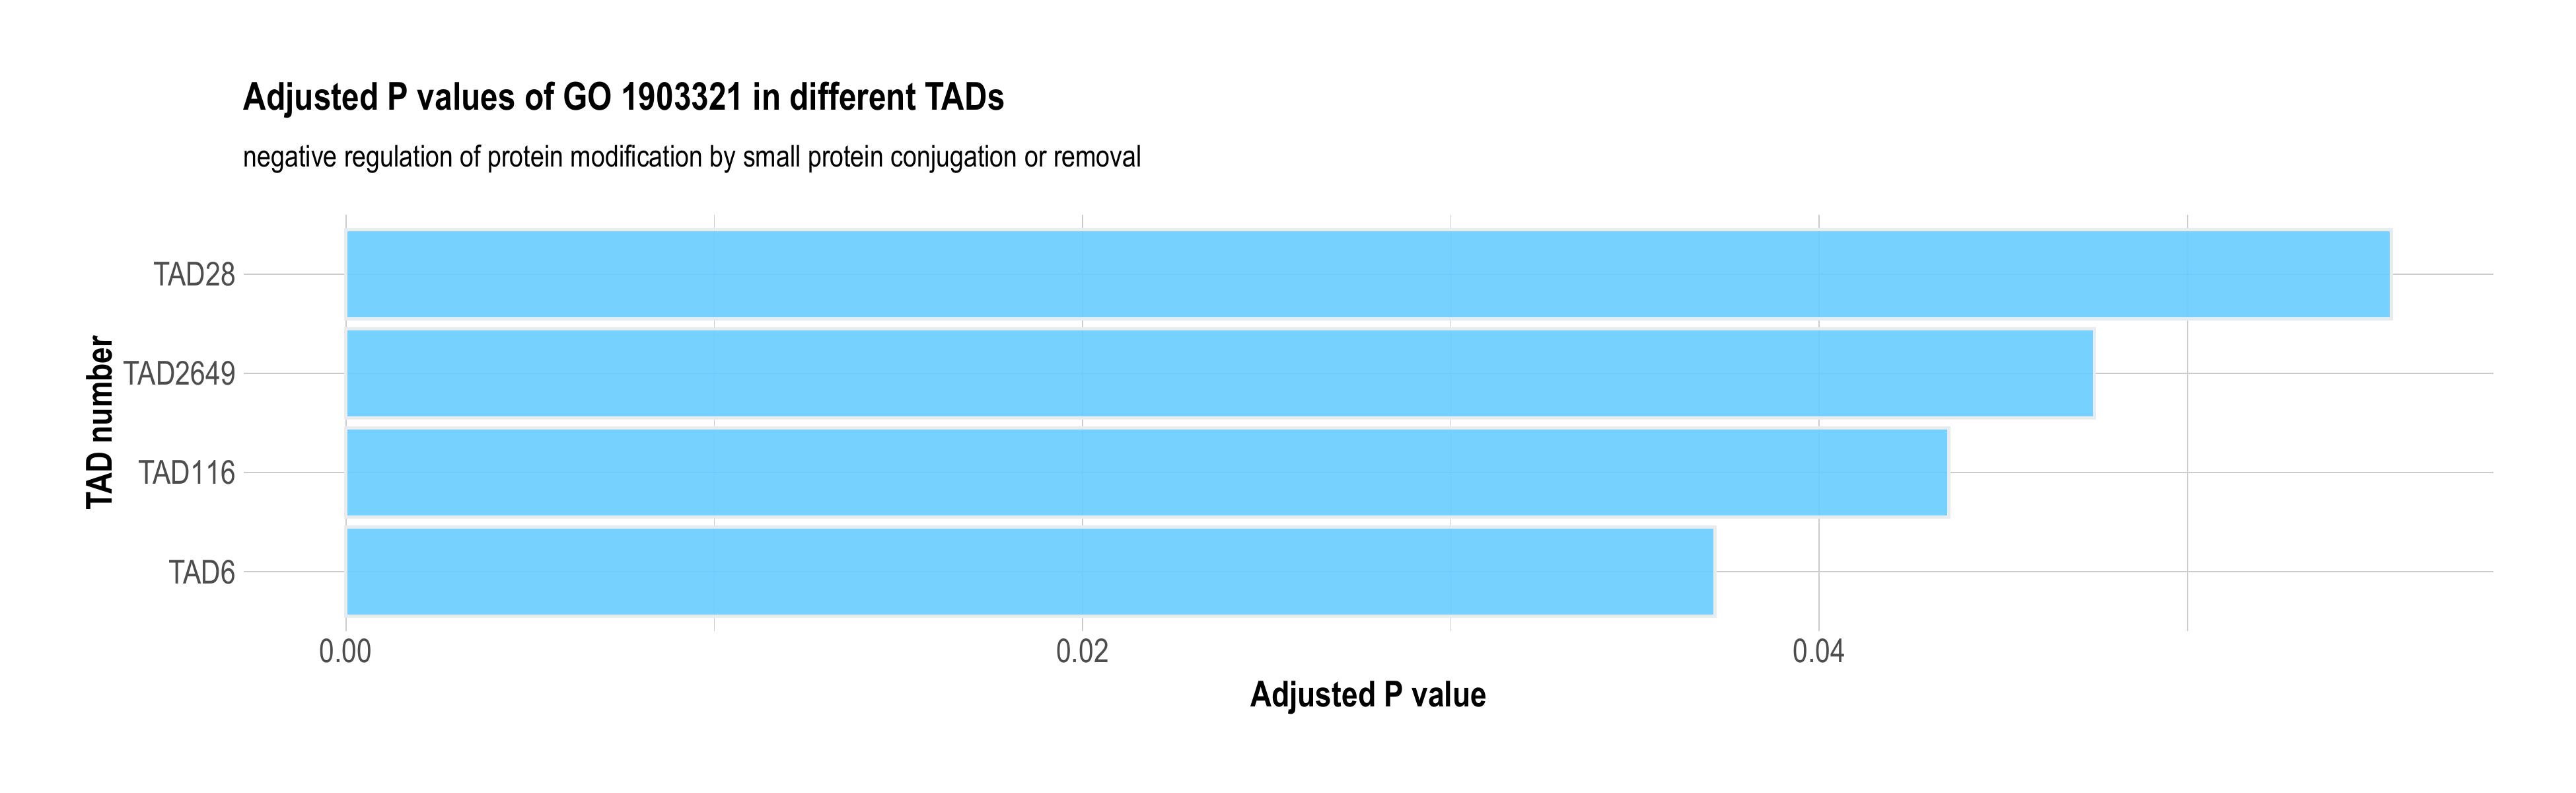 Adjusted P values of GO 1903321 in different TADs
negative regulation of protein modification by small protein conjugation or removal
TAD number
TAD28
TAD2649
TAD116
TAD6
0.00 0.02 0.04
Adjusted P value